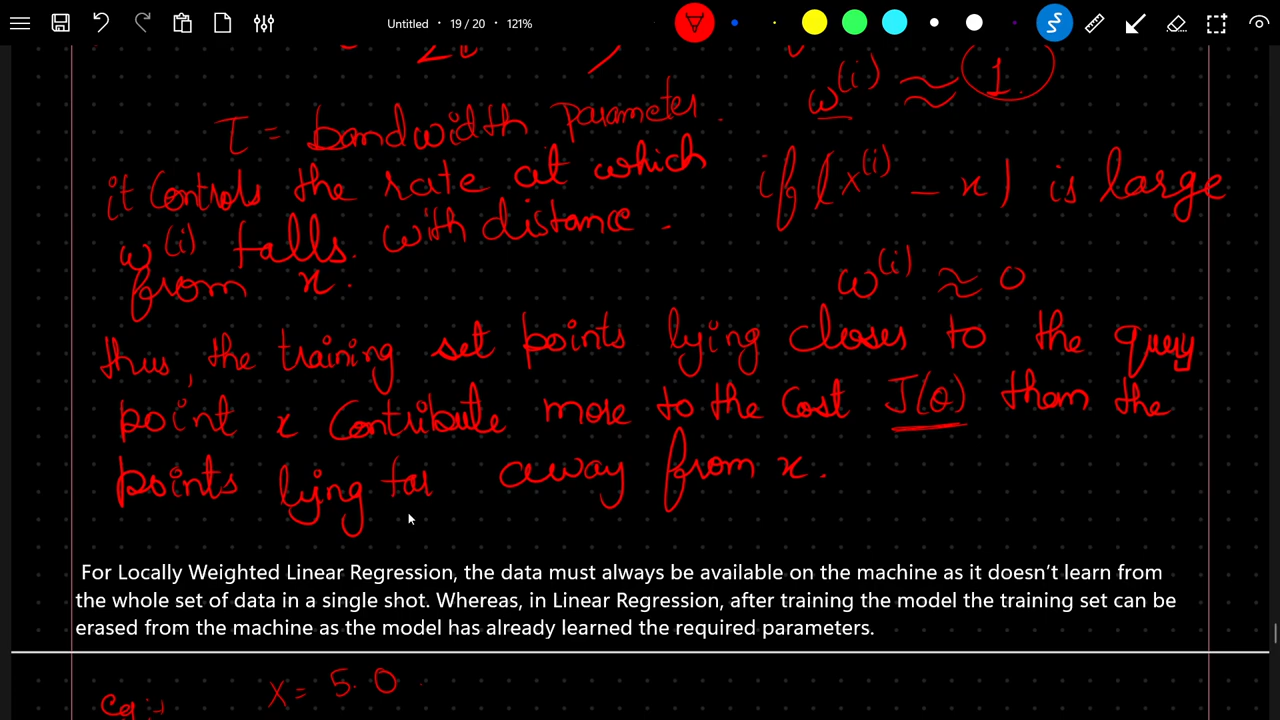 Untitled • 19 / 20 • 121%
w^(i) ≈ 1
τ = bandwidth parameter.
it controls the rate at which
w^(i) falls. with distance.
from x.
if |x^(i) - x| is large
w^(i) ≈ 0
thus, the training set points lying closes to the query
point x contribute more to the cost J(θ) than the
points lying far away from x.
For Locally Weighted Linear Regression, the data must always be available on the machine as it doesn't learn from
the whole set of data in a single shot. Whereas, in Linear Regression, after training the model the training set can be
erased from the machine as the model has already learned the required parameters.
x = 5.0